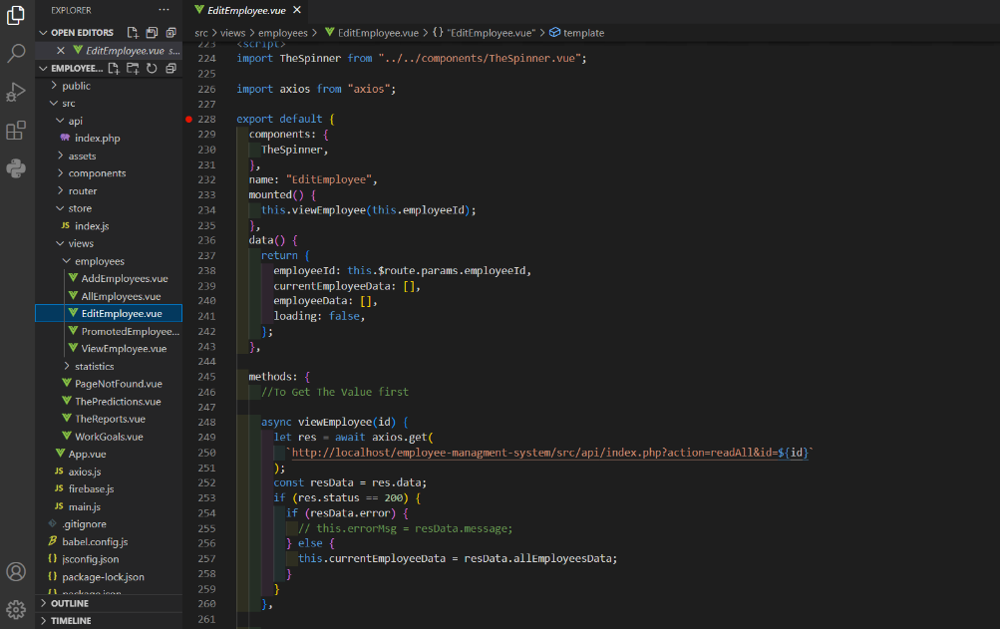 EXPLORER
OPEN EDITORS
EditEmployee.vue s...
EMPLOYEE...
public
src
api
index.php
assets
components
router
store
JS index.js
views
employees
AddEmployees.vue
AllEmployees.vue
EditEmployee.vue
PromotedEmployee...
ViewEmployee.vue
statistics
PageNotFound.vue
ThePredictions.vue
TheReports.vue
WorkGoals.vue
App.vue
JS axios.js
JS firebase.js
JS main.js
.gitignore
babel.config.js
{} jsconfig.json
{} package-lock.json
{} package.json
OUTLINE
TIMELINE
EditEmployee.vue
src > views > employees > EditEmployee.vue > {} "EditEmployee.vue" > template
223 <script>
224 import TheSpinner from "../../components/TheSpinner.vue";
225
226 import axios from "axios";
227
228 export default {
229 components: {
230 TheSpinner,
231 },
232 name: "EditEmployee",
233 mounted() {
234 this.viewEmployee(this.employeeId);
235 },
236 data() {
237 return {
238 employeeId: this.$route.params.employeeId,
239 currentEmployeeData: [],
240 employeeData: [],
241 loading: false,
242 };
243 },
244
245 methods: {
246 //To Get The Value first
247
248 async viewEmployee(id) {
249 let res = await axios.get(
250 `http://localhost/employee-managment-system/src/api/index.php?action=readAll&id=${id}`
251 );
252 const resData = res.data;
253 if (res.status == 200) {
254 if (resData.error) {
255 // this.errorMsg = resData.message;
256 } else {
257 this.currentEmployeeData = resData.allEmployeesData;
258 }
259 }
260 },
261